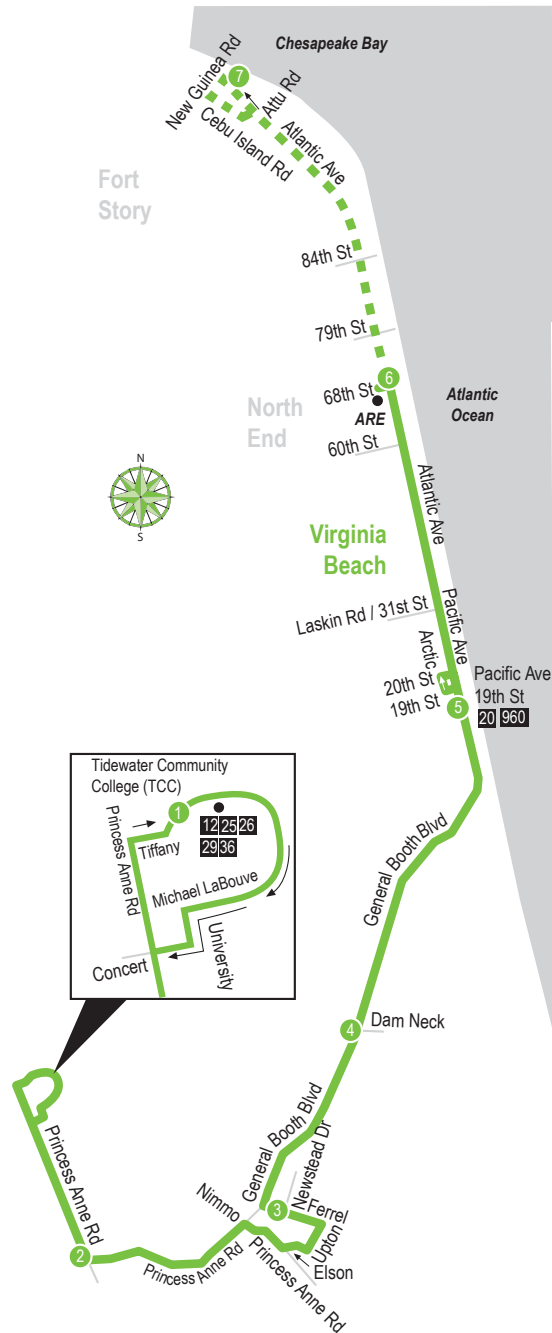 Chesapeake Bay
New Guinea Rd
7
Attu Rd
Cebu Island Rd
Atlantic Ave
Fort
Story
84th St
79th St
6
68th St
ARE
North
End
60th St
Atlantic
Ocean
N
S
Atlantic Ave
Virginia
Beach
Laskin Rd / 31st St
Pacific Ave
Arctic
20th St
19th St
5
Pacific Ave
19th St
20 960
Tidewater Community
College (TCC)
1
12 25 26
29 36
Princess Anne Rd
Tiffany
Michael LaBouve
University
Concert
General Booth Blvd
4
Dam Neck
General Booth Blvd
Newstead Dr
3
Ferrel
Upton
Elson
Nimmo
Princess Anne Rd
Princess Anne Rd
2
Princess Anne Rd